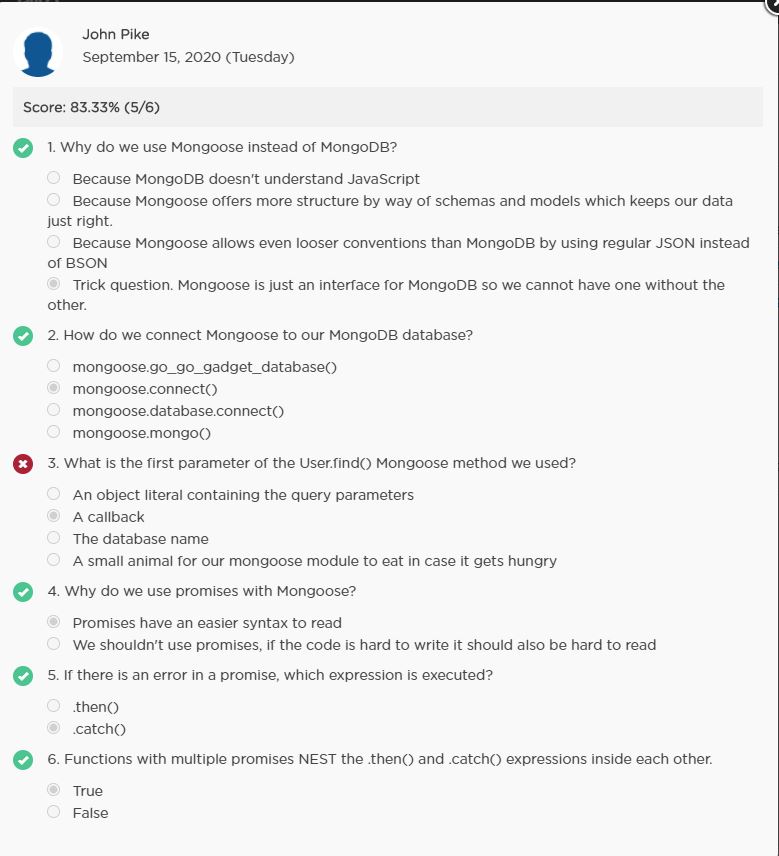 John Pike
September 15, 2020 (Tuesday)
Score: 83.33% (5/6)
1. Why do we use Mongoose instead of MongoDB?
Because MongoDB doesn't understand JavaScript
Because Mongoose offers more structure by way of schemas and models which keeps our data
just right.
Because Mongoose allows even looser conventions than MongoDB by using regular JSON instead
of BSON
Trick question. Mongoose is just an interface for MongoDB so we cannot have one without the
other.
2. How do we connect Mongoose to our MongoDB database?
mongoose.go_go_gadget_database()
mongoose.connect()
mongoose.database.connect()
mongoose.mongo()
3. What is the first parameter of the User.find() Mongoose method we used?
An object literal containing the query parameters
A callback
The database name
A small animal for our mongoose module to eat in case it gets hungry
4. Why do we use promises with Mongoose?
Promises have an easier syntax to read
We shouldn't use promises, if the code is hard to write it should also be hard to read
5. If there is an error in a promise, which expression is executed?
.then()
.catch()
6. Functions with multiple promises NEST the .then() and .catch() expressions inside each other.
True
False